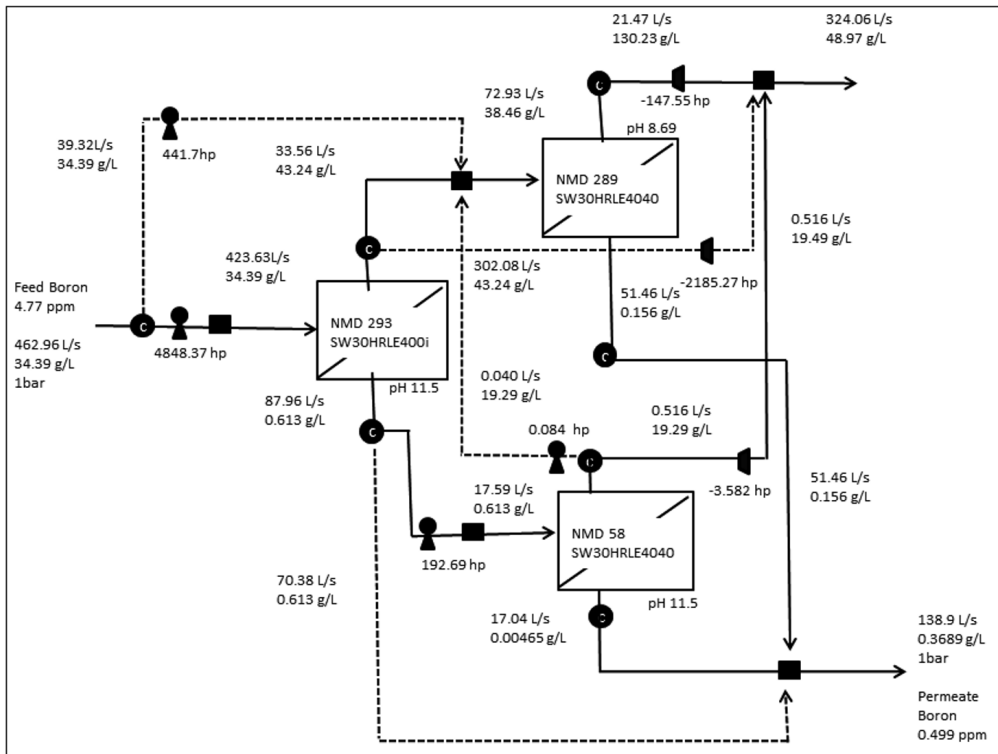 21.47 L/s
130.23 g/L
324.06 L/s
48.97 g/L
72.93 L/s
38.46 g/L
-147.55 hp
pH 8.69
39.32L/s
34.39 g/L
441.7hp
33.56 L/s
43.24 g/L
NMD 289
SW30HRLE4040
0.516 L/s
19.49 g/L
c
c
423.63L/s
34.39 g/L
302.08 L/s
43.24 g/L
-2185.27 hp
Feed Boron
4.77 ppm
51.46 L/s
0.156 g/L
NMD 293
SW30HRLE400i
c
4848.37 hp
c
462.96 L/s
34.39 g/L
1bar
pH 11.5
0.040 L/s
19.29 g/L
87.96 L/s
0.613 g/L
0.516 L/s
19.29 g/L
0.084 hp
c
c
-3.582 hp
51.46 L/s
0.156 g/L
17.59 L/s
0.613 g/L
NMD 58
SW30HRLE4040
192.69 hp
70.38 L/s
0.613 g/L
pH 11.5
17.04 L/s
0.00465 g/L
c
138.9 L/s
0.3689 g/L
1bar
Permeate
Boron
0.499 ppm